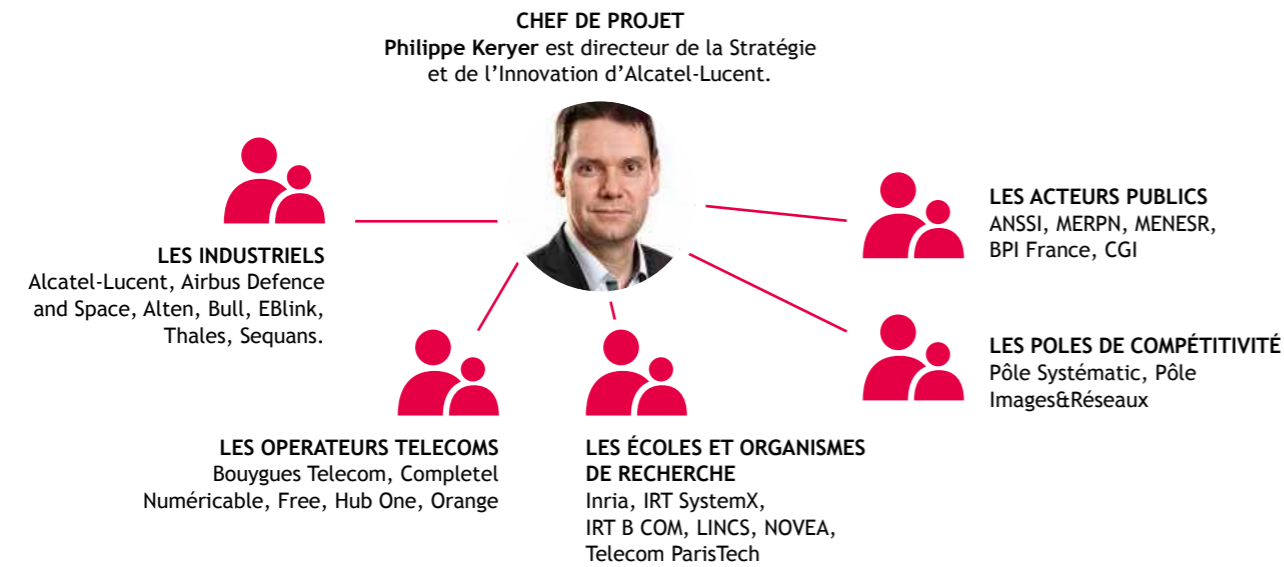 CHEF DE PROJET
Philippe Keryer est directeur de la Stratégie
et de l'Innovation d'Alcatel-Lucent.
LES INDUSTRIELS
Alcatel-Lucent, Airbus Defence
and Space, Alten, Bull, EBlink,
Thales, Sequans.
LES OPERATEURS TELECOMS
Bouygues Telecom, Completel
Numéricable, Free, Hub One, Orange
LES ÉCOLES ET ORGANISMES
DE RECHERCHE
Inria, IRT SystemX,
IRT B COM, LINCS, NOVEA,
Telecom ParisTech
LES ACTEURS PUBLICS
ANSSI, MERPN, MENESR,
BPI France, CGI
LES POLES DE COMPÉTITIVITÉ
Pôle Systématic, Pôle
Images&Réseaux